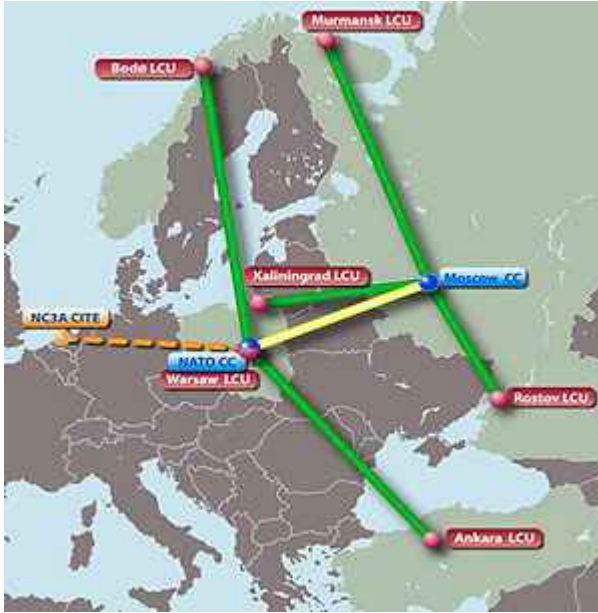 Murmansk LCU
Bodø LCU
Kaliningrad LCU
Moscow CC
NC3A CITE
NATO CC
Warsaw LCU
Rostov LCU
Ankara LCU